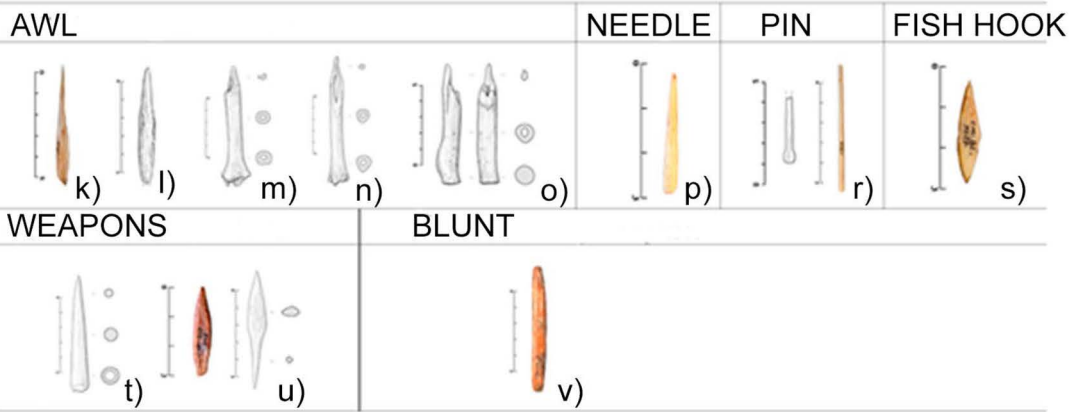 AWL NEEDLE PIN FISH HOOK
k) l) m) n) o) p) r) s)
WEAPONS BLUNT
t) u) v)